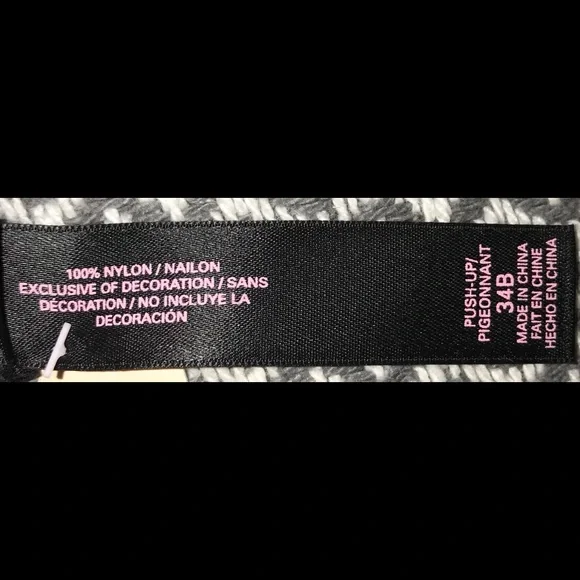 100% NYLON / NAILON
EXCLUSIVE OF DECORATION / SANS
DÉCORATION / NO INCLUYE LA
DECORACIÓN
PUSH-UP/
PIGEONNANT
34B
MADE IN CHINA
FAIT EN CHINE
HECHO EN CHINA